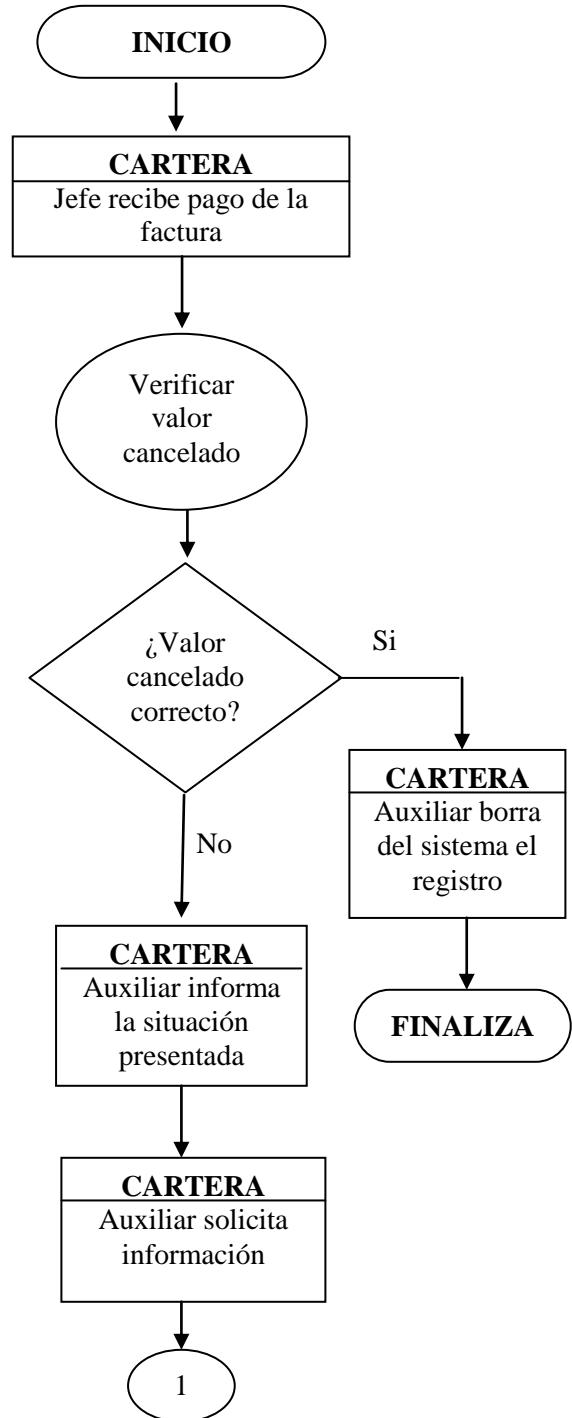 INICIO
CARTERA
Jefe recibe pago de la
factura
Verificar
valor
cancelado
¿Valor
cancelado
correcto?
Si
CARTERA
Auxiliar borra
del sistema el
registro
FINALIZA
No
CARTERA
Auxiliar informa
la situación
presentada
CARTERA
Auxiliar solicita
información
1